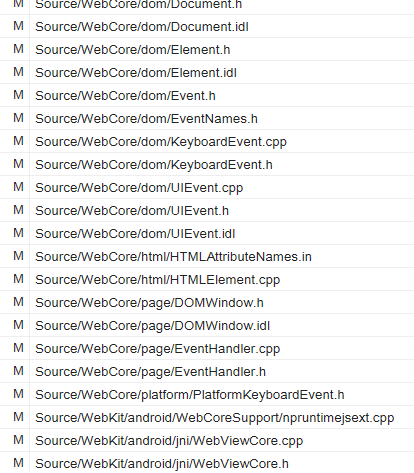 M Source/WebCore/dom/Document.h
M Source/WebCore/dom/Document.idl
M Source/WebCore/dom/Element.h
M Source/WebCore/dom/Element.idl
M Source/WebCore/dom/Event.h
M Source/WebCore/dom/EventNames.h
M Source/WebCore/dom/KeyboardEvent.cpp
M Source/WebCore/dom/KeyboardEvent.h
M Source/WebCore/dom/UIEvent.cpp
M Source/WebCore/dom/UIEvent.h
M Source/WebCore/dom/UIEvent.idl
M Source/WebCore/html/HTMLAttributeNames.in
M Source/WebCore/html/HTMLElement.cpp
M Source/WebCore/page/DOMWindow.h
M Source/WebCore/page/DOMWindow.idl
M Source/WebCore/page/EventHandler.cpp
M Source/WebCore/page/EventHandler.h
M Source/WebCore/platform/PlatformKeyboardEvent.h
M Source/WebKit/android/WebCoreSupport/npruntimejsext.cpp
M Source/WebKit/android/jni/WebViewCore.cpp
M Source/WebKit/android/jni/WebViewCore.h